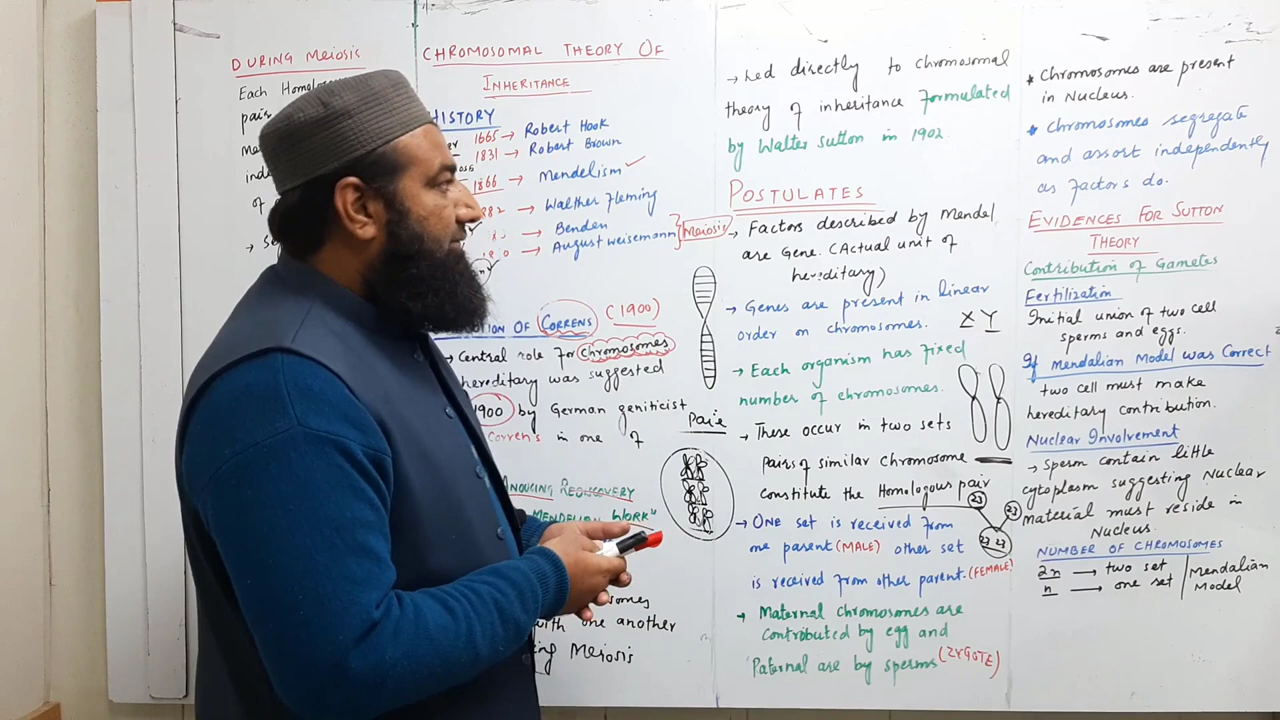 DURING Meiosis
Each
pair
of
CHROMOSOMAL THEORY OF
INHERITANCE
HISTORY
1665 → Robert Hook
1831 → Robert Brown
1866 → Mendelism ✓
→ Walther Fleming
→ Benden
→ August weisemann } Meiosis
OF CORRENS (1900)
→ Central role for Chromosomes
hereditary was suggested
1900 by German geniticist
Correns in one of
Paie
REDISCOVERY
MENDELIAN WORK"
with one another
Meiosis
→ Led directly to chromosomal
theory of inheritance formulated
by Walter Sutton in 1902.
POSTULATES
→ Factors described by Mendel
are Gene. (Actual unit of
hereditary)
→ Genes are present in linear
order on chromosomes.
X Y
→ Each organism has fixed
number of chromosomes.
→ These occur in two sets
Pairs of similar Chromosome
constitute the Homologous pair
23 23
23 23
→ ONE set is received from
one parent (MALE) other set
is received from other parent. (FEMALE)
→ Maternal chromosomes are
contributed by egg and
Paternal are by sperms (ZYGOTE)
* Chromosomes are present
in Nucleus.
* Chromosomes segregate
and assort independently
as factors do.
EVIDENCES FOR SUTTON
THEORY
Contribution of Gametes
Fertilization
Initial union of two cell
sperms and eggs.
If mendalian Model was Correct
two cell must make
hereditary contribution.
Nuclear Involvement
→ Sperm contain little
cytoplasm suggesting Nuclear
Material must reside in
Nucleus.
NUMBER OF CHROMOSOMES
2n → two set | Mendalian
n → one set | Model